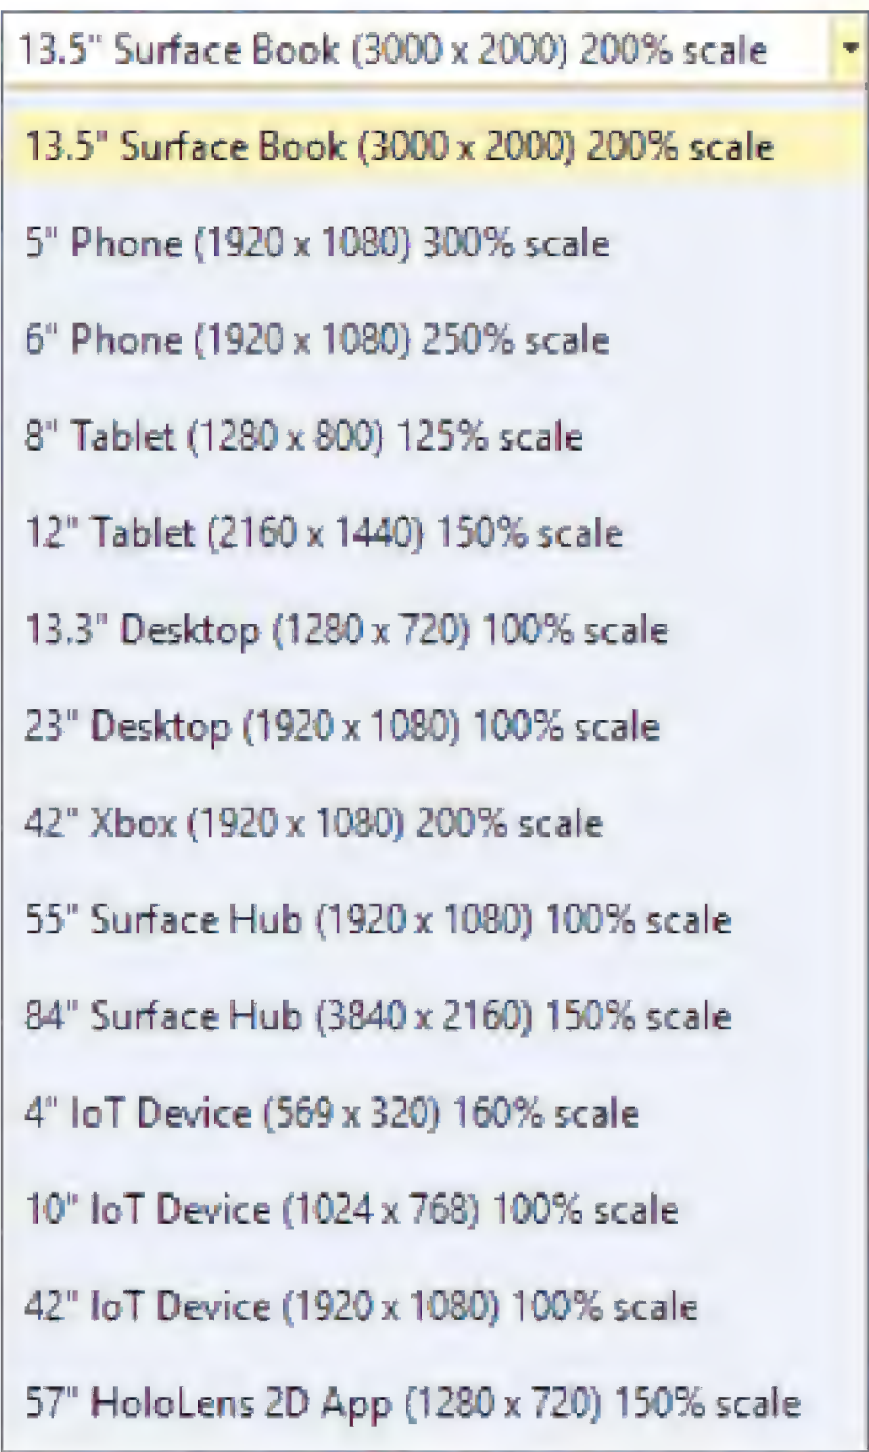 13.5" Surface Book (3000 x 2000) 200% scale
13.5" Surface Book (3000 x 2000) 200% scale
5" Phone (1920 x 1080) 300% scale
6" Phone (1920 x 1080) 250% scale
8" Tablet (1280 x 800) 125% scale
12" Tablet (2160 x 1440) 150% scale
13.3" Desktop (1280 x 720) 100% scale
23" Desktop (1920 x 1080) 100% scale
42" Xbox (1920 x 1080) 200% scale
55" Surface Hub (1920 x 1080) 100% scale
84" Surface Hub (3840 x 2160) 150% scale
4" IoT Device (569 x 320) 160% scale
10" IoT Device (1024 x 768) 100% scale
42" IoT Device (1920 x 1080) 100% scale
57" HoloLens 2D App (1280 x 720) 150% scale